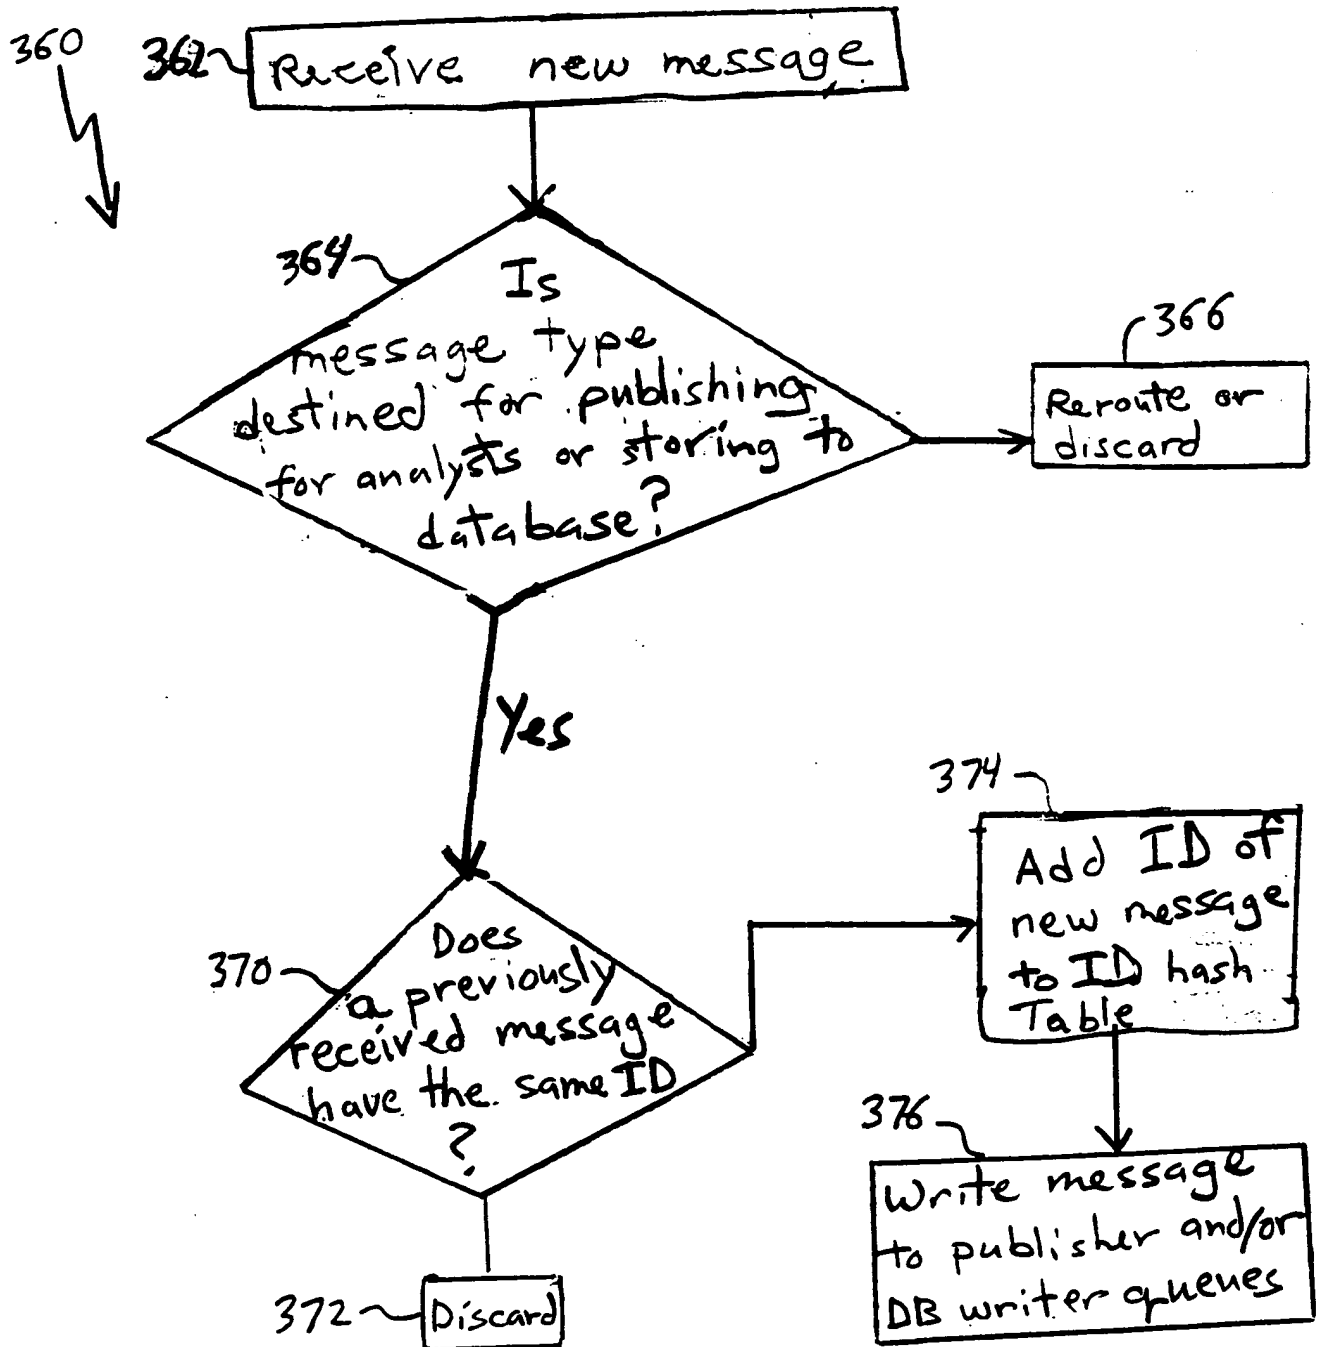 360
362
Receive new message
364
Is
message type
destined for publishing
for analysts or storing to
database?
366
Reroute or
discard
Yes
370
Does
a previously
received message
have the same ID
?
372
Discard
374
Add ID of
new message
to ID hash
Table
376
Write message
to publisher and/or
DB writer queues